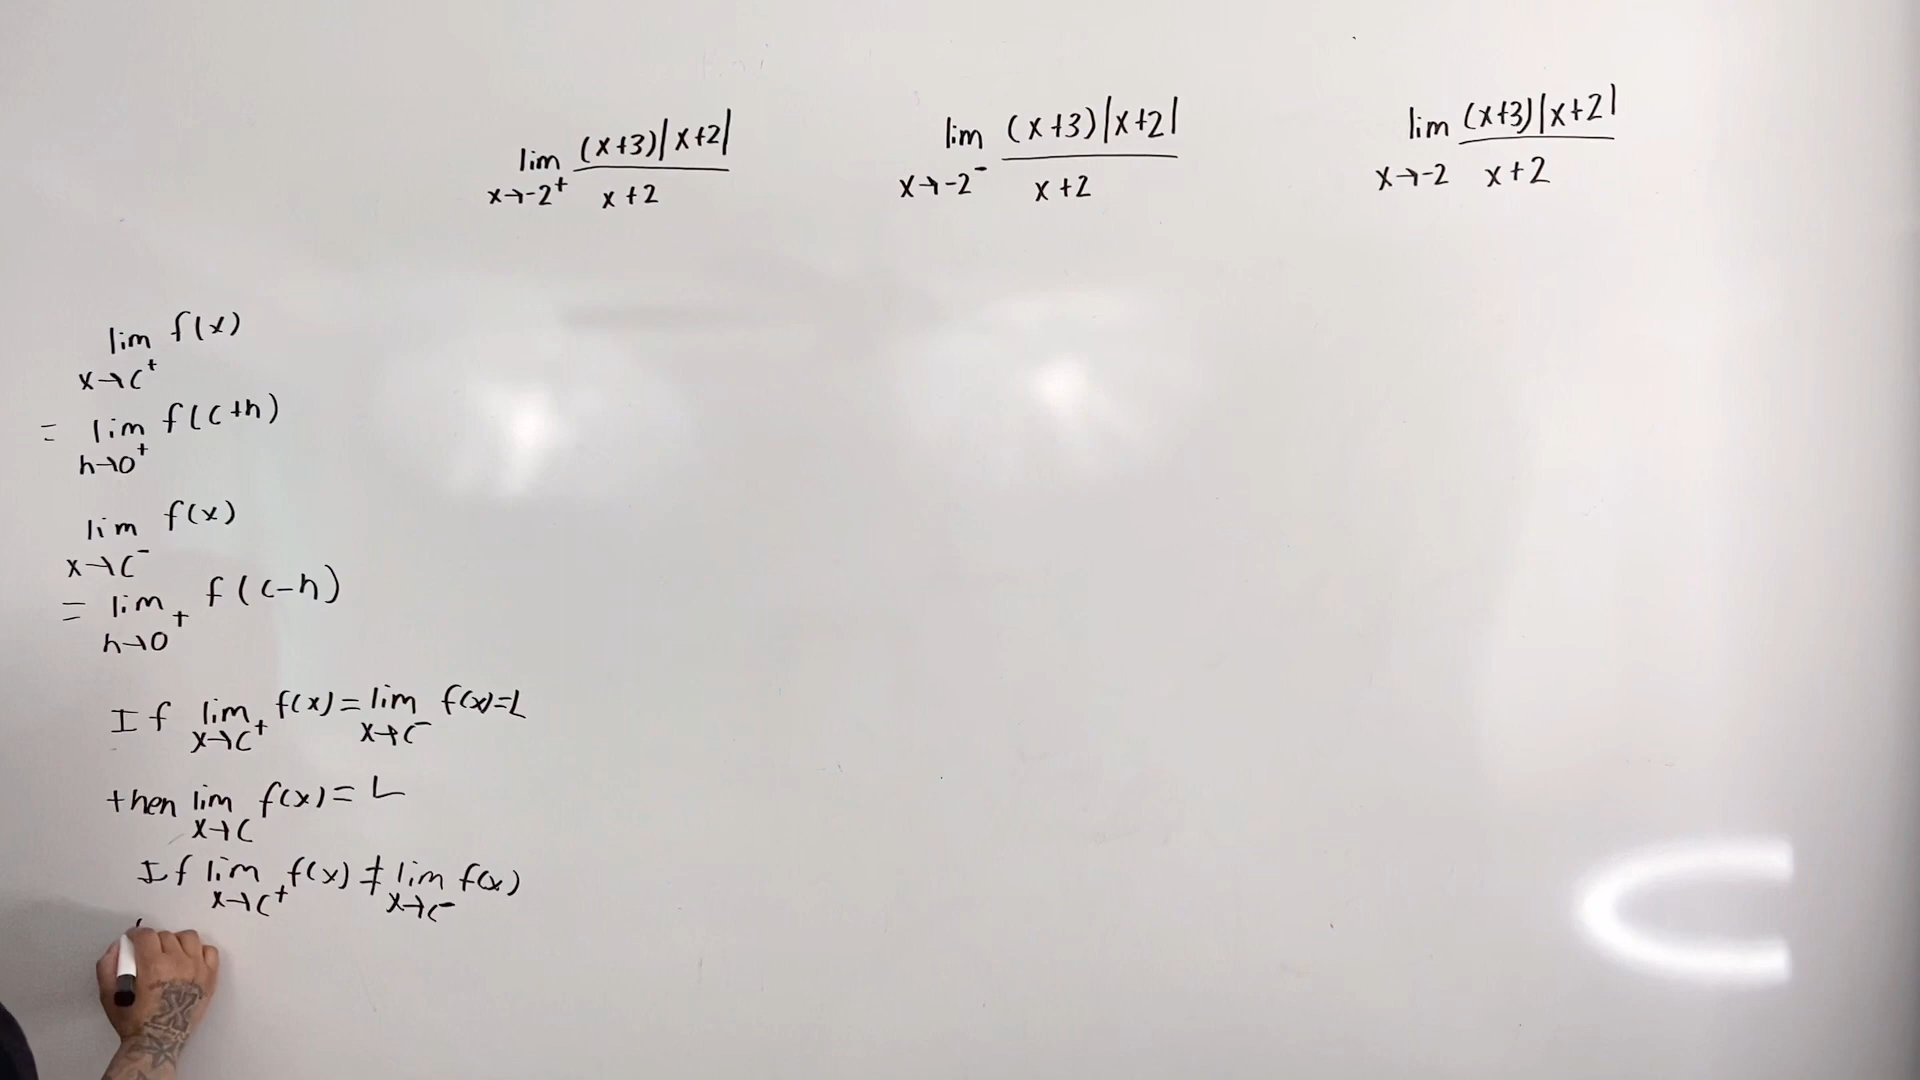 lim (x+3)|x+2|
x→-2⁺ x+2
lim (x+3)|x+2|
x→-2⁻ x+2
lim (x+3)|x+2|
x→-2 x+2
lim f(x)
x→c⁺
= lim f(c+h)
h→0⁺
lim f(x)
x→c⁻
= lim f(c-h)
h→0⁺
If lim f(x) = lim f(x)=L
x→c⁺ x→c⁻
then lim f(x) = L
x→c
If lim f(x) ≠ lim f(x)
x→c⁺ x→c⁻